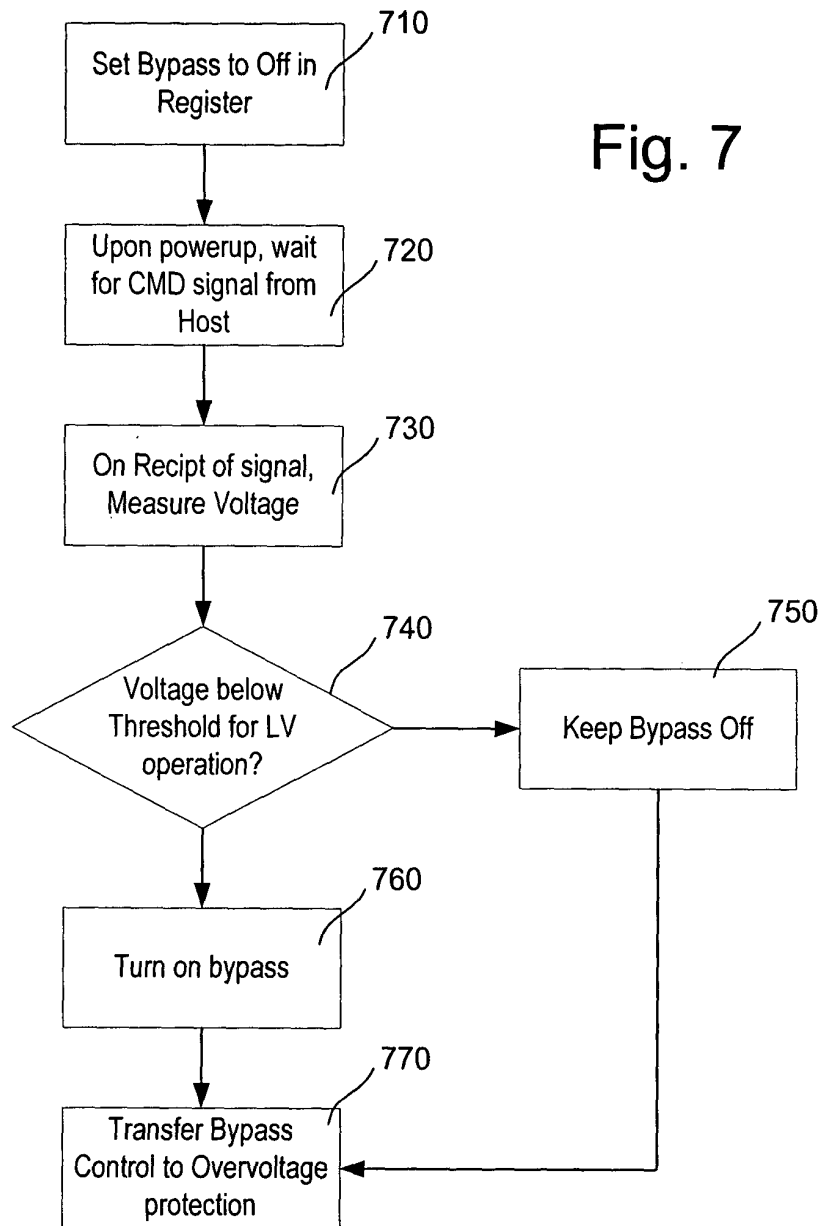 710
Set Bypass to Off in
Register
Fig. 7
720
Upon powerup, wait
for CMD signal from
Host
730
On Recipt of signal,
Measure Voltage
740
Voltage below
Threshold for LV
operation?
750
Keep Bypass Off
760
Turn on bypass
770
Transfer Bypass
Control to Overvoltage
protection